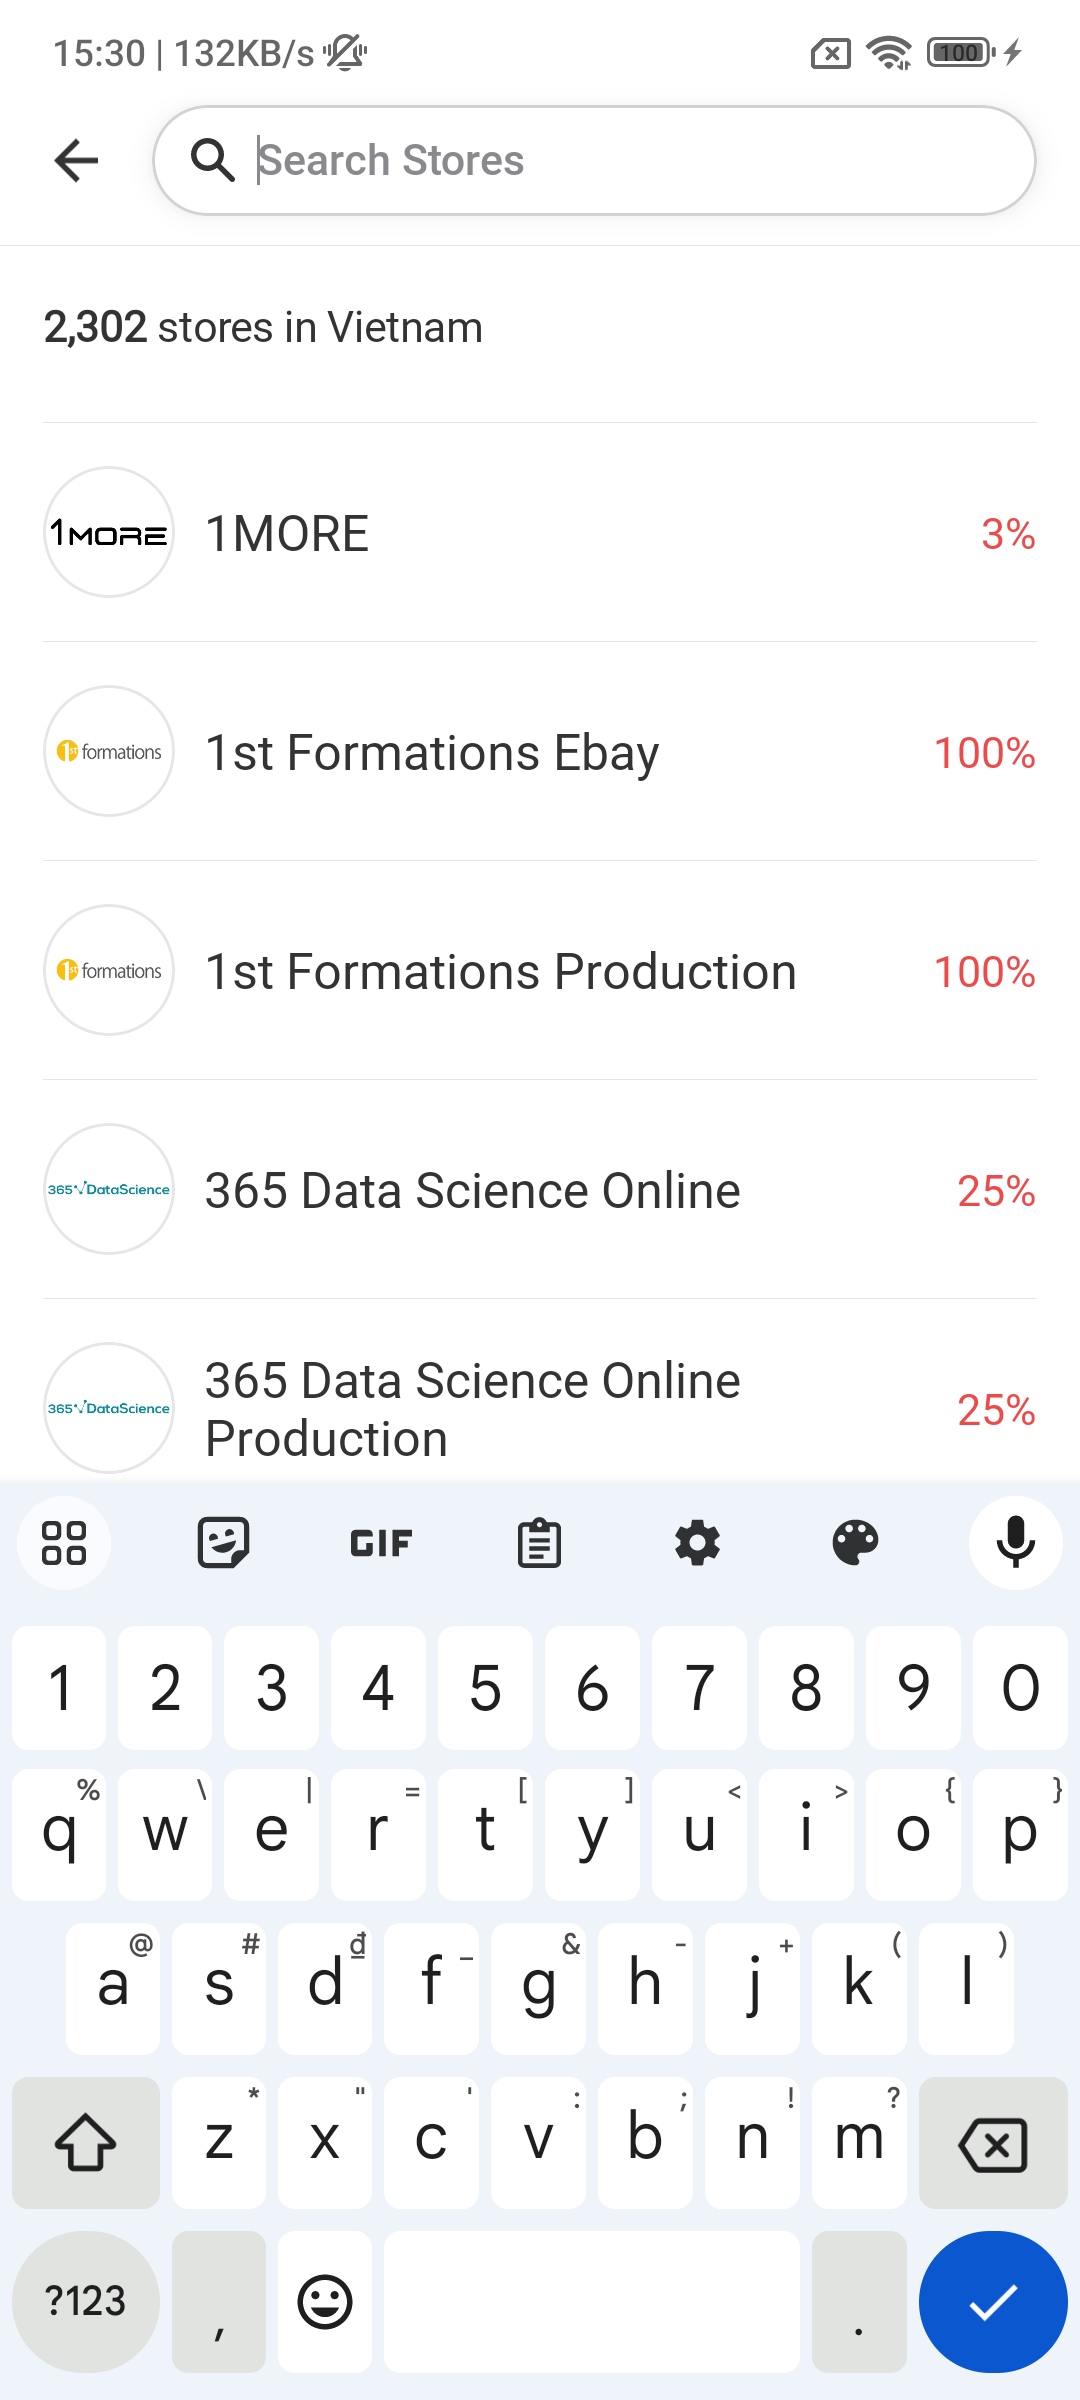 15:30 | 132KB/s
100
Search Stores
2,302 stores in Vietnam
1MORE
1MORE
3%
1st formations
1st Formations Ebay
100%
1st formations
1st Formations Production
100%
365 DataScience
365 Data Science Online
25%
365 DataScience
365 Data Science Online
Production
25%
GIF
1 2 3 4 5 6 7 8 9 0
% \ | = [ ] < > { }
q w e r t y u i o p
@ # đ _ & - + ( )
a s d f g h j k l
* " ' : ; ! ?
z x c v b n m
?123 , .